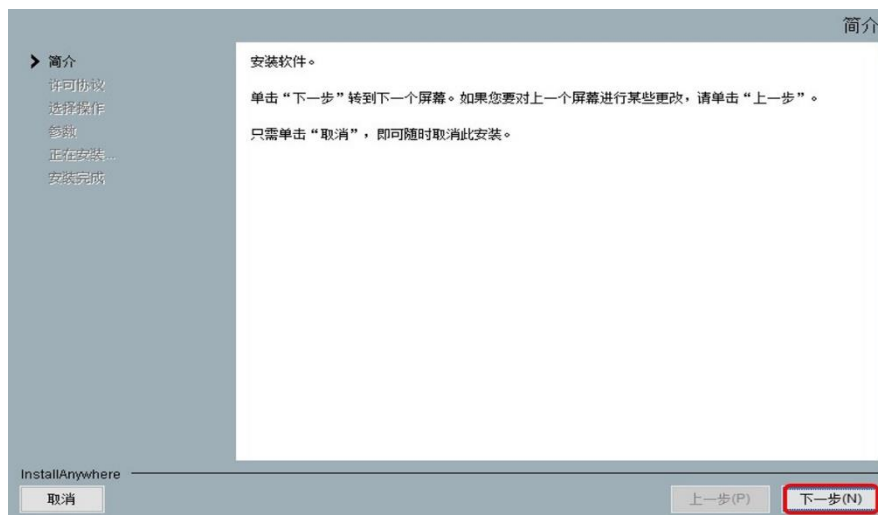 简介
简介
许可协议
选择操作
参数
正在安装...
安装完成
安装软件。
单击“下一步”转到下一个屏幕。如果您要对上一个屏幕进行某些更改，请单击“上一步”。
只需单击“取消”，即可随时取消此安装。
InstallAnywhere
取消
上一步(P)
下一步(N)